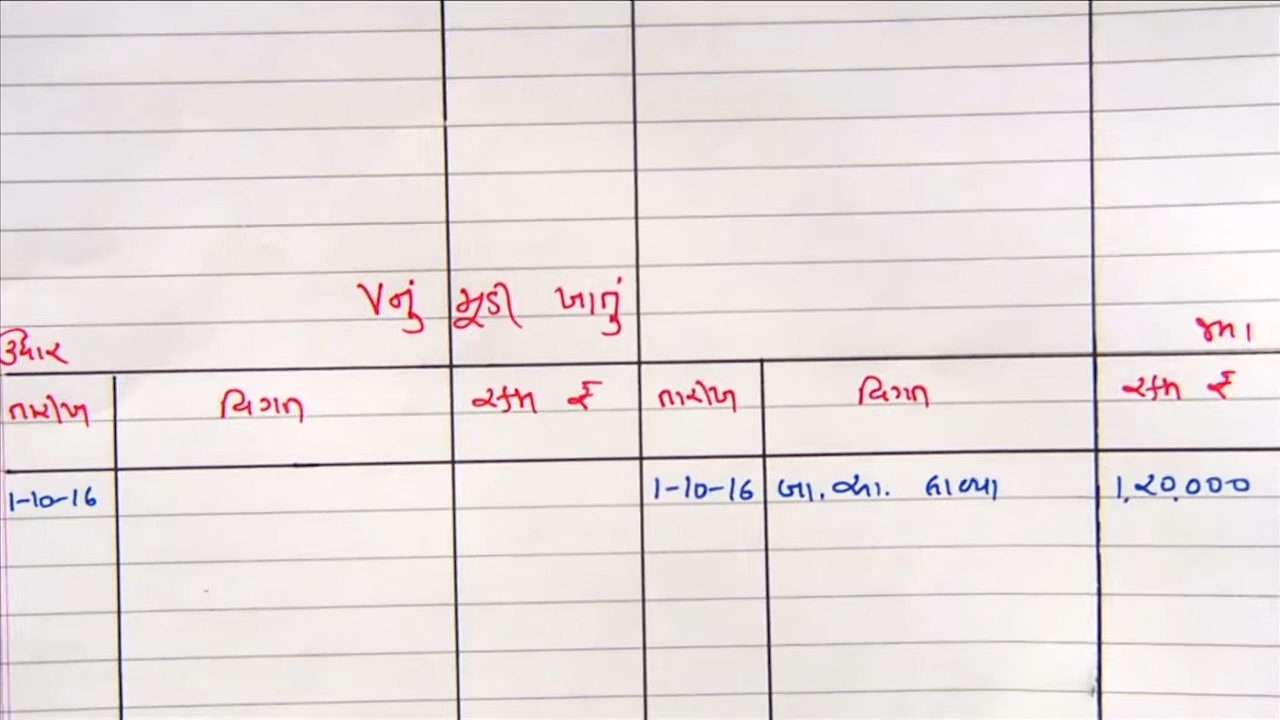 Vનું મૂડી ખાતું
ઉધાર જમા
તારીખ વિગત રકમ ₹ તારીખ વિગત રકમ ₹
1-10-16 1-10-16 બા.આ. લાવ્યા 1,20,000